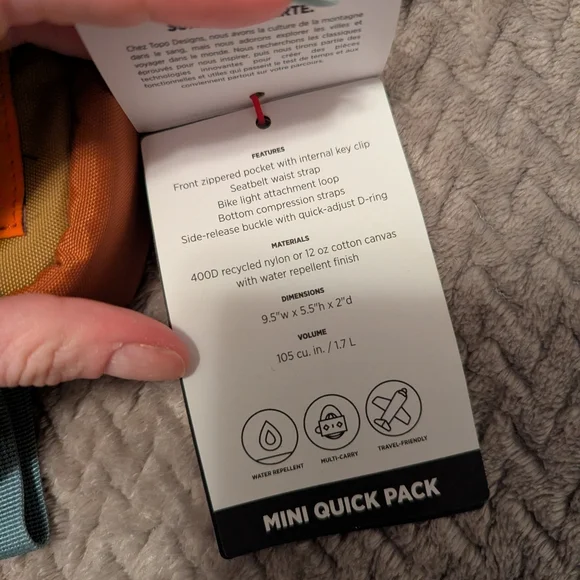 Chez Topo Designs, nous avons la culture de la montagne
dans le sang, mais nous adorons explorer les villes et
voyager dans le monde. Nous recherchons les classiques
éprouvés pour nous inspirer, puis nous tirons partie des
technologies innovantes pour créer des pièces
fonctionnelles et utiles qui passent le test de temps et aux
conviennent partout sur votre parcours.
FEATURES
Front zippered pocket with internal key clip
Seatbelt waist strap
Bike light attachment loop
Bottom compression straps
Side-release buckle with quick-adjust D-ring
MATERIALS
400D recycled nylon or 12 oz cotton canvas
with water repellent finish
DIMENSIONS
9.5"w x 5.5"h x 2"d
VOLUME
105 cu. in. / 1.7 L
WATER REPELLENT
MULTI-CARRY
TRAVEL-FRIENDLY
MINI QUICK PACK